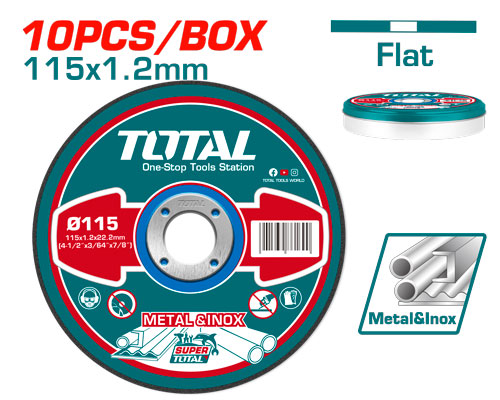 10PCS/BOX
115x1.2mm
Flat
TOTAL
One-Stop Tools Station
TOTAL TOOLS WORLD
Ø115
115x1.2x22.2mm
(4-1/2"x3/64"x7/8")
METAL &INOX
SUPER
TOTAL
Ø115
Metal&Inox